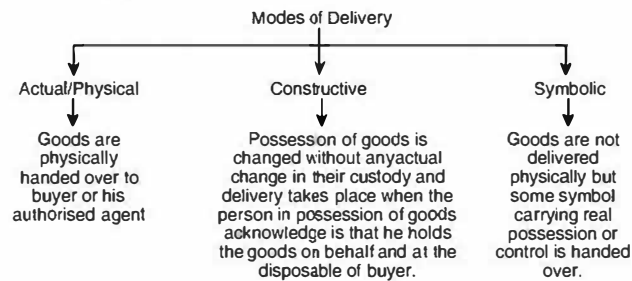 Modes of Delivery
Actual/Physical
Goods are
physically
handed over to
buyer or his
authorised agent
Constructive
Possession of goods is
changed without anyactual
change in their custody and
delivery takes place when the
person in possession of goods
acknowledge is that he holds
the goods on behalf and at the
disposable of buyer.
Symbolic
Goods are not
delivered
physically but
some symbol
carrying real
possession or
control is handed
over.